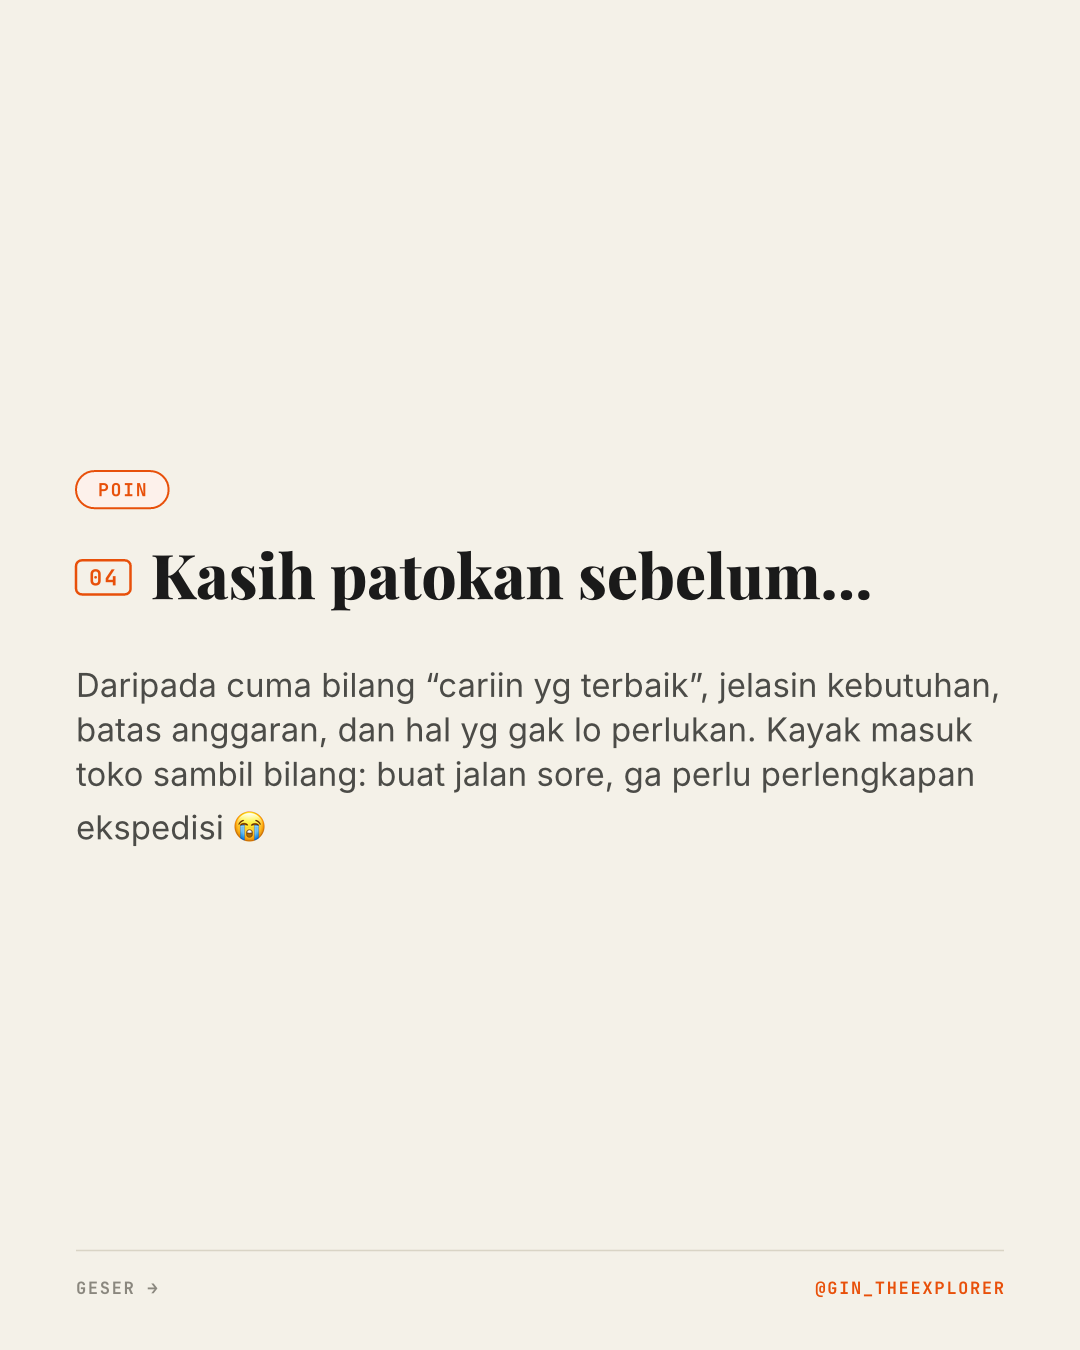 POIN
04 Kasih patokan sebelum...
Daripada cuma bilang “cariin yg terbaik”, jelasin kebutuhan,
batas anggaran, dan hal yg gak lo perlukan. Kayak masuk
toko sambil bilang: buat jalan sore, ga perlu perlengkapan
ekspedisi 😭
GESER →
@GIN_THEEXPLORER